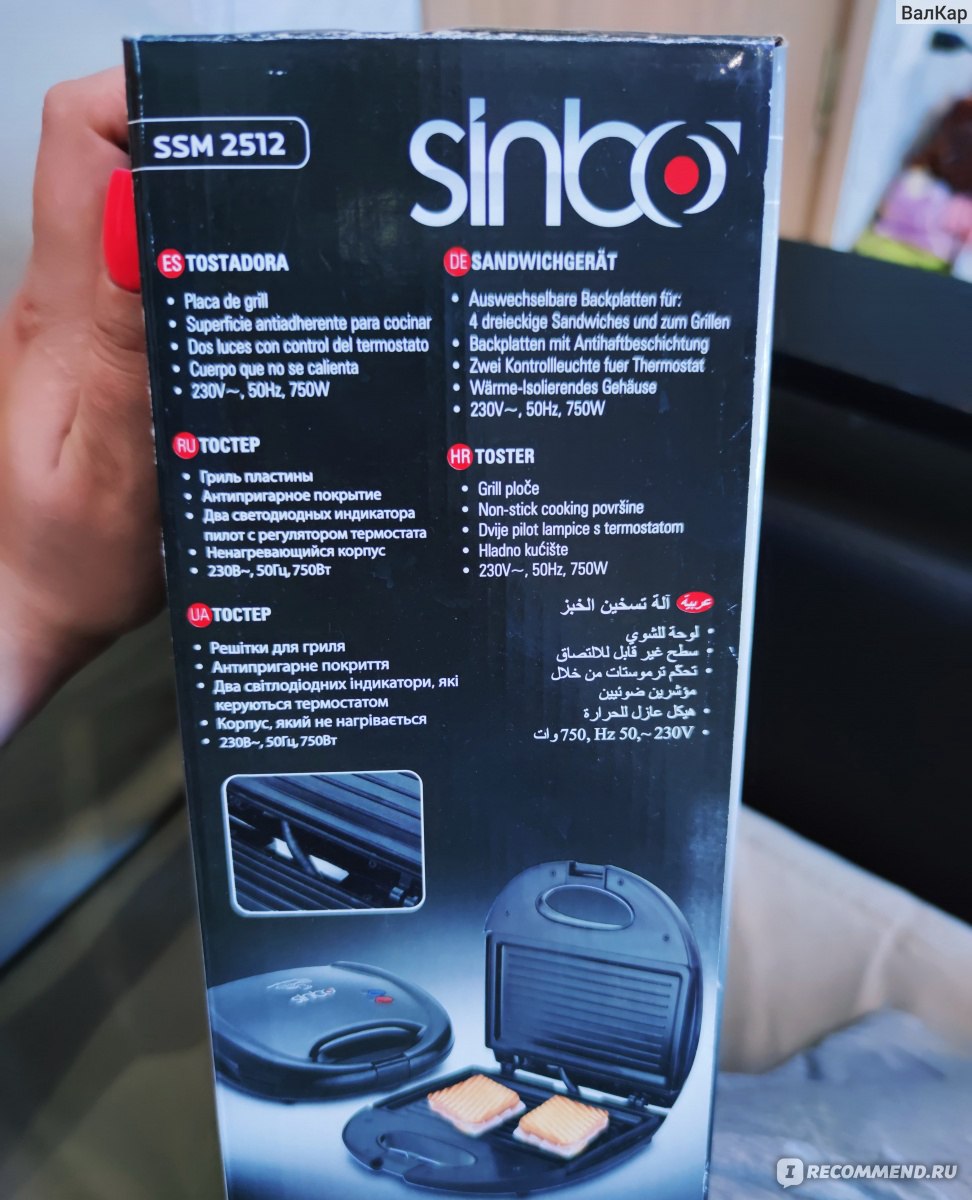 ВалКар
SSM 2512
sinbo
ES TOSTADORA
• Placa de grill
• Superficie antiadherente para cocinar
• Dos luces con control del termostato
• Cuerpo que no se calienta
• 230V~, 50Hz, 750W
DE SANDWICHGERÄT
• Auswechselbare Backplatten für:
4 dreieckige Sandwiches und zum Grillen
• Backplatten mit Antihaftbeschichtung
• Zwei Kontrollleuchte fuer Thermostat
• Wärme-Isolierendes Gehäuse
• 230V~, 50Hz, 750W
RU ТОСТЕР
• Гриль пластины
• Антипригарное покрытие
• Два светодиодных индикатора
пилот с регулятором термостата
• Ненагревающийся корпус
• 230В~, 50Гц, 750Вт
HR TOSTER
• Grill ploče
• Non-stick cooking površine
• Dvije pilot lampice s termostatom
• Hladno kućište
• 230V~, 50Hz, 750W
UA ТОСТЕР
• Решітки для гриля
• Антипригарне покриття
• Два світлодіодних індикатори, які
керуються термостатом
• Корпус, який не нагрівається
• 230В~, 50Гц, 750Вт
عربية آلة تسخين الخبز
• لوحة للشوي
• سطح غير قابل للالتصاق
• تحكّم ترموستات من خلال
مؤشرين ضوئيين
• هيكل عازل للحرارة
• 230V ~, 50 Hz ,750 وات
sinbo
I RECOMMEND.RU